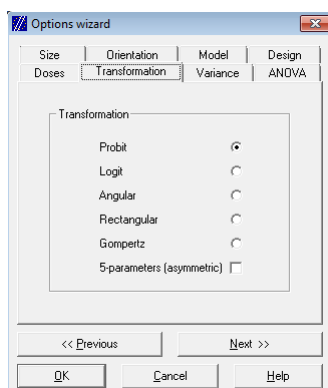 Options wizard
Size Orientation Model Design
Doses Transformation Variance ANOVA
Transformation
Probit
Logit
Angular
Rectangular
Gompertz
5-parameters (asymmetric)
<< Previous Next >>
OK Cancel Help